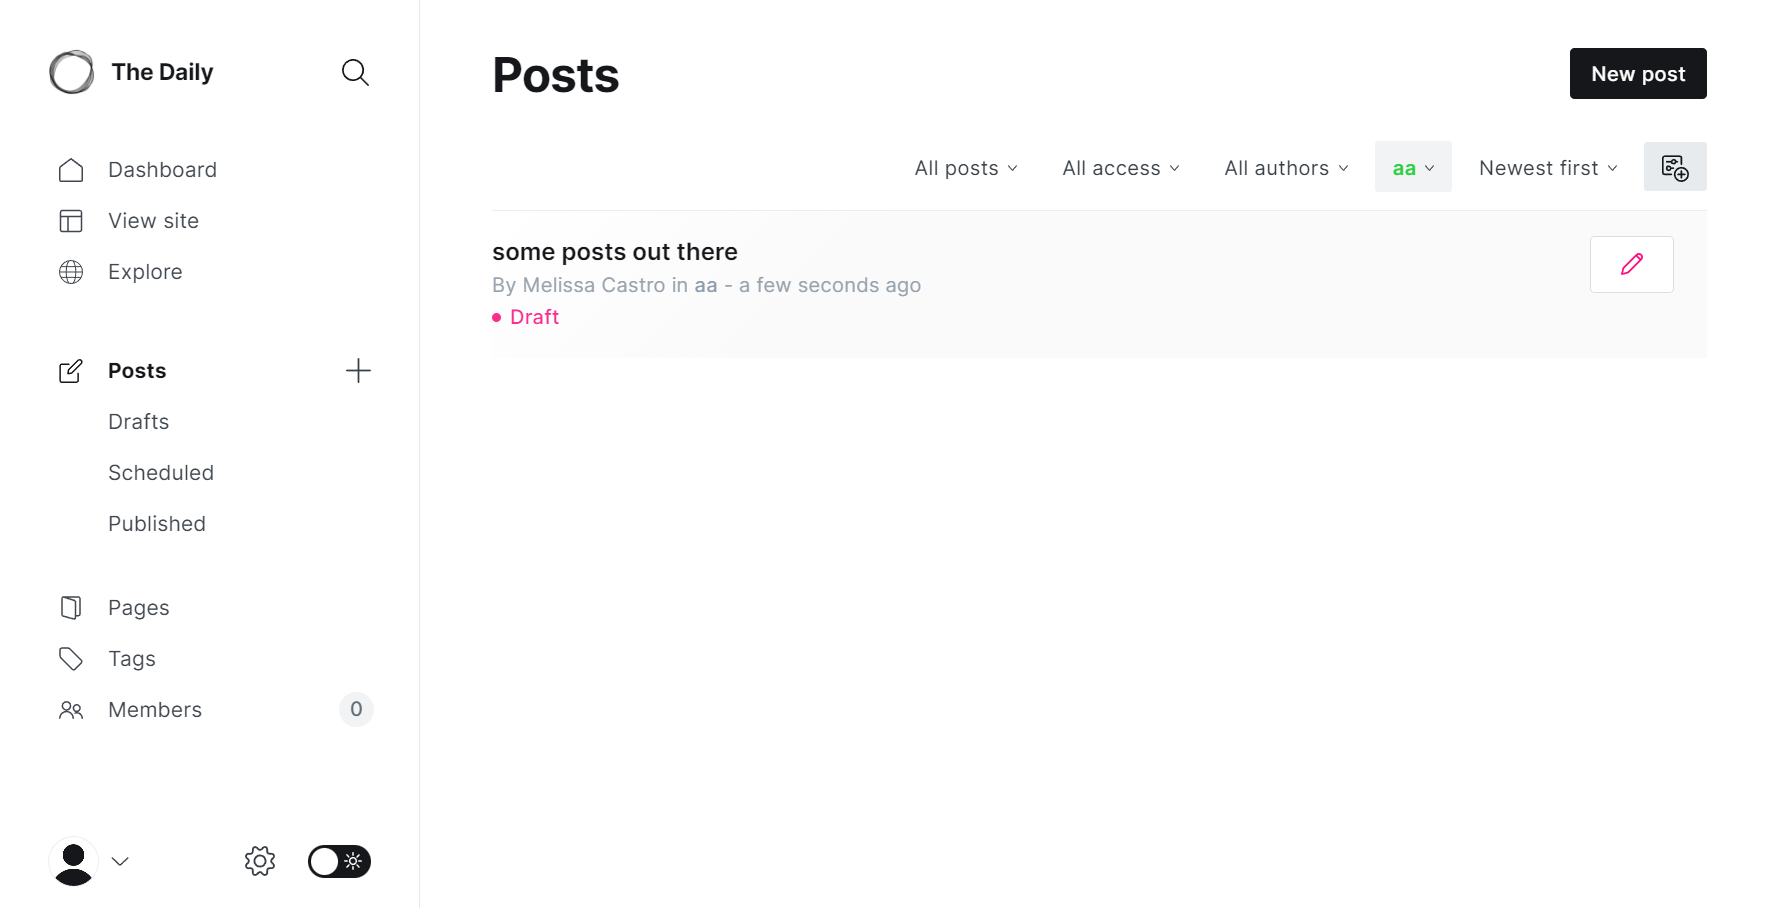 The Daily
Dashboard
View site
Explore
Posts
Drafts
Scheduled
Published
Pages
Tags
Members 0
Posts
New post
All posts All access All authors aa Newest first
some posts out there
By Melissa Castro in aa - a few seconds ago
Draft